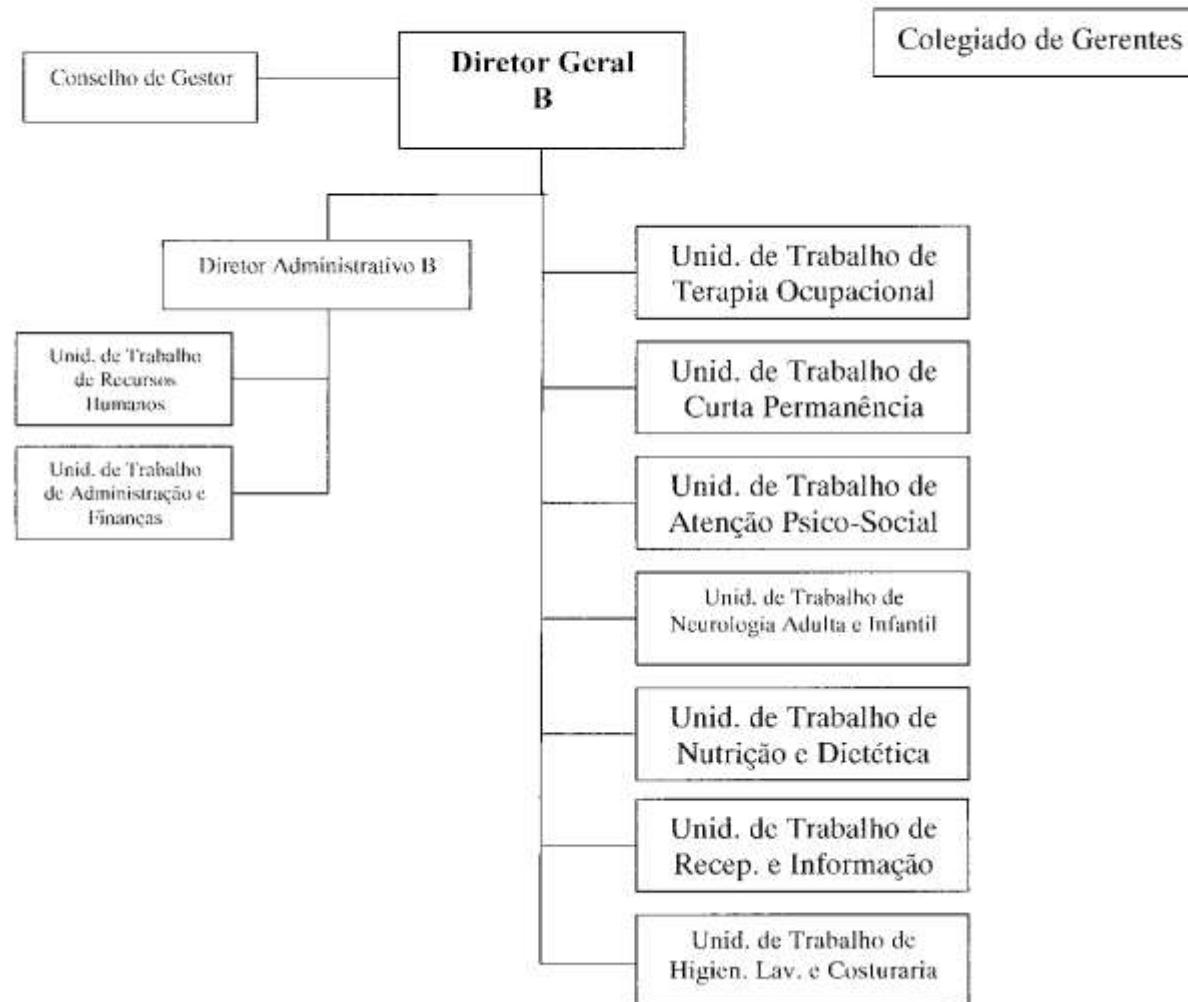 Colegiado de Gerentes
Diretor Geral
B
Conselho de Gestor
Diretor Administrativo B
Unid. de Trabalho
de Recursos
Humanos
Unid. de Trabalho
de Administração e
Finanças
Unid. de Trabalho de
Terapia Ocupacional
Unid. de Trabalho de
Curta Permanência
Unid. de Trabalho de
Atenção Psico-Social
Unid. de Trabalho de
Neurologia Adulta e Infantil
Unid. de Trabalho de
Nutrição e Dietética
Unid. de Trabalho de
Recep. e Informação
Unid. de Trabalho de
Higien. Lav. e Costuraria